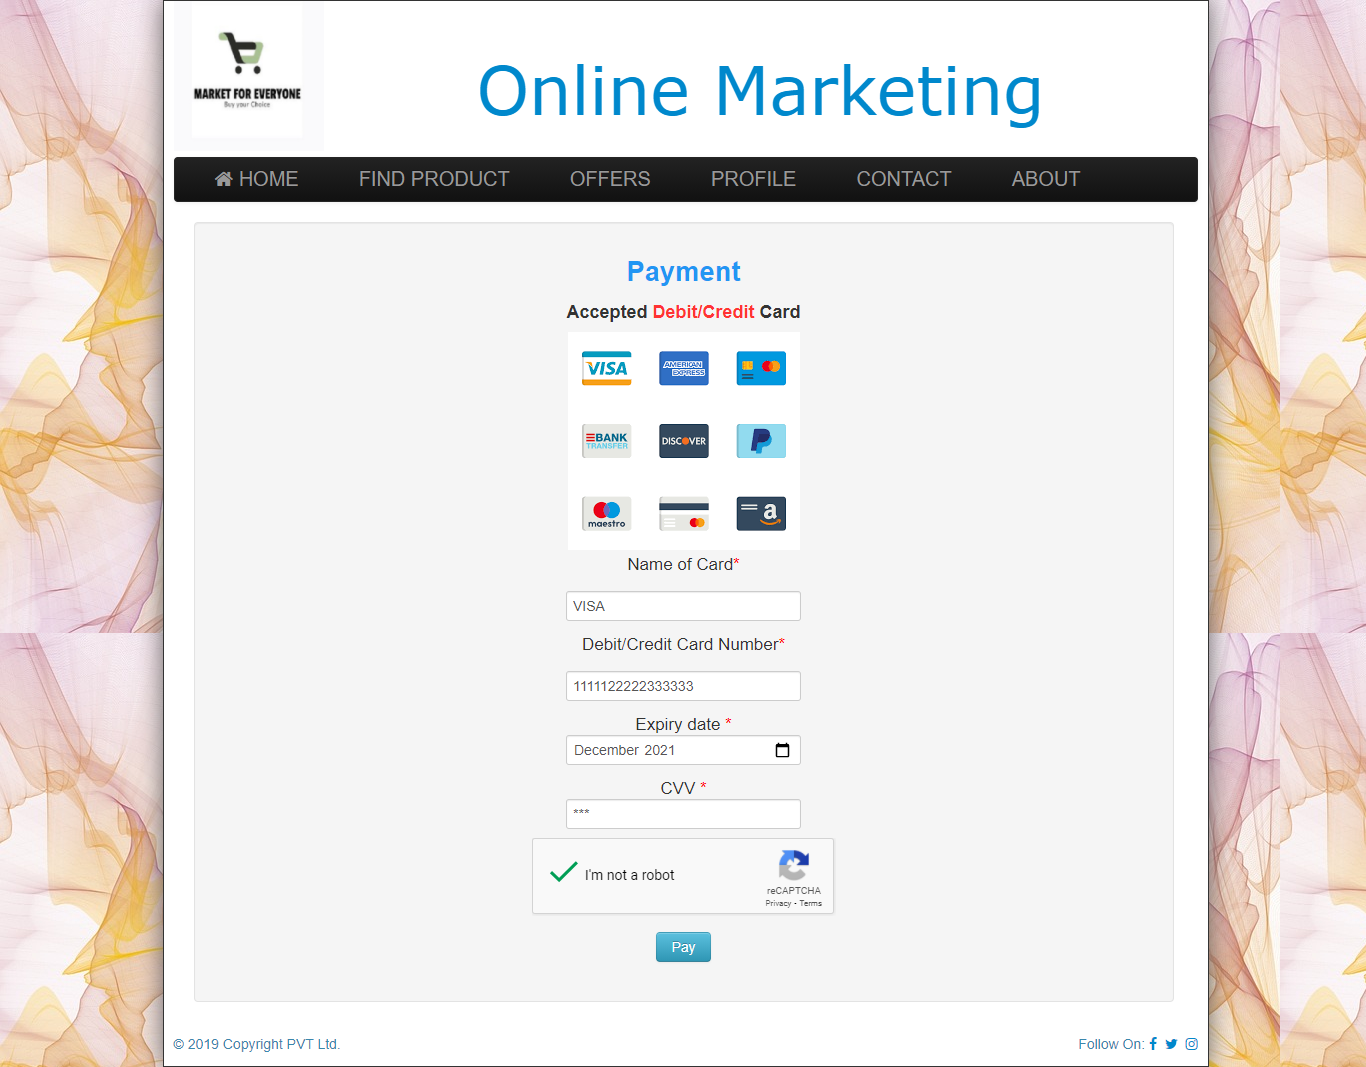 MARKET FOR EVERYONE
Buy your Choice
Online Marketing
HOME FIND PRODUCT OFFERS PROFILE CONTACT ABOUT
Payment
Accepted Debit/Credit Card
VISA AMERICAN EXPRESS
BANK TRANSFER DISCOVER P
maestro a
Name of Card*
VISA
Debit/Credit Card Number*
1111122222333333
Expiry date *
December 2021
CVV *
***
I'm not a robot
reCAPTCHA
Privacy - Terms
Pay
© 2019 Copyright PVT Ltd.
Follow On: